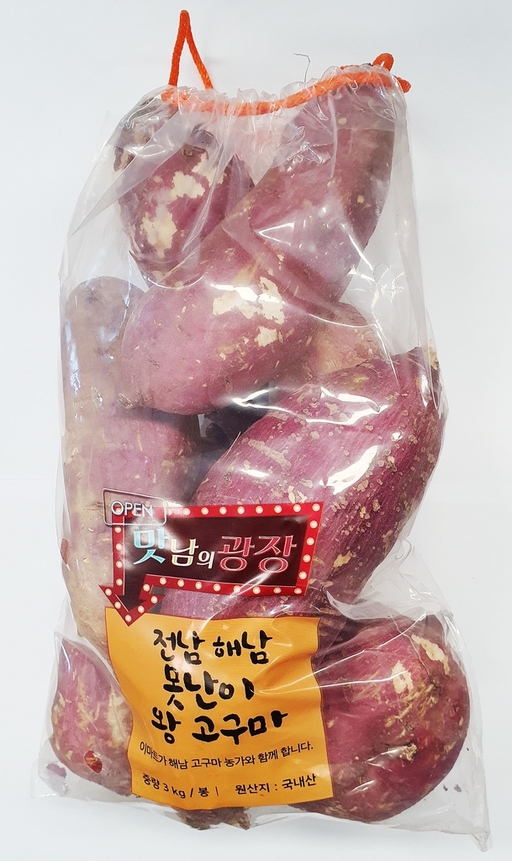 OPEN
맛남의 광장
전남 해남
못난이
왕 고구마
이마트가 해남 고구마 농가와 함께 합니다.
중량 3 kg / 봉 | 원산지 : 국내산